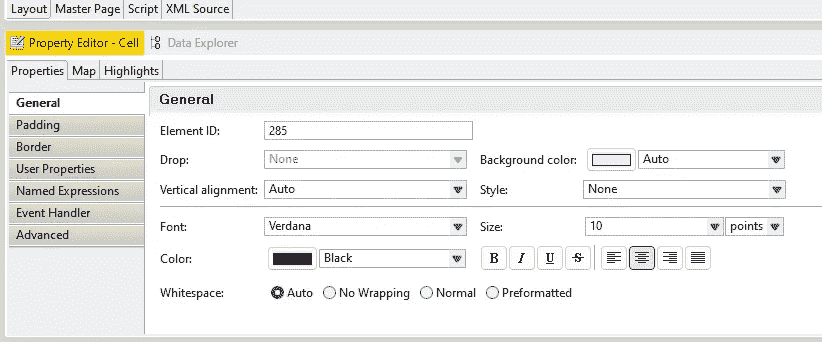 Layout Master Page Script XML Source
Property Editor - Cell Data Explorer
Properties Map Highlights
General
Padding
Border
User Properties
Named Expressions
Event Handler
Advanced
General
Element ID: 285
Drop: None Background color: Auto
Vertical alignment: Auto Style: None
Font: Verdana Size: 10 points
Color: Black B I U S
Whitespace: Auto No Wrapping Normal Preformatted